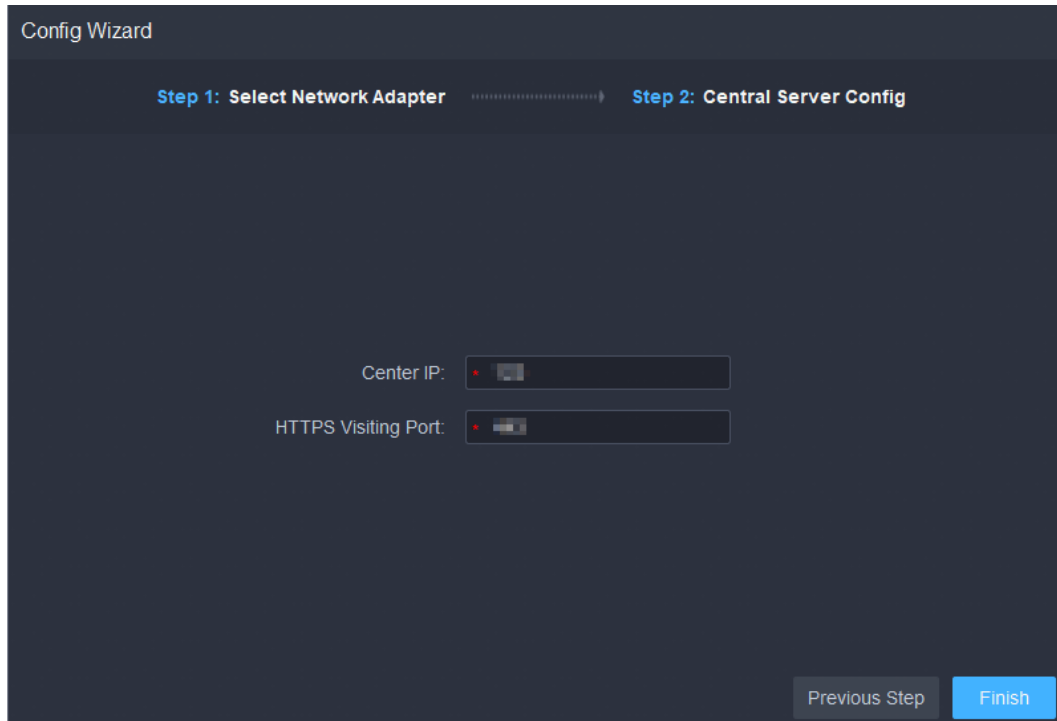 Config Wizard
Step 1: Select Network Adapter Step 2: Central Server Config
Center IP: *
HTTPS Visiting Port: *
Previous Step Finish